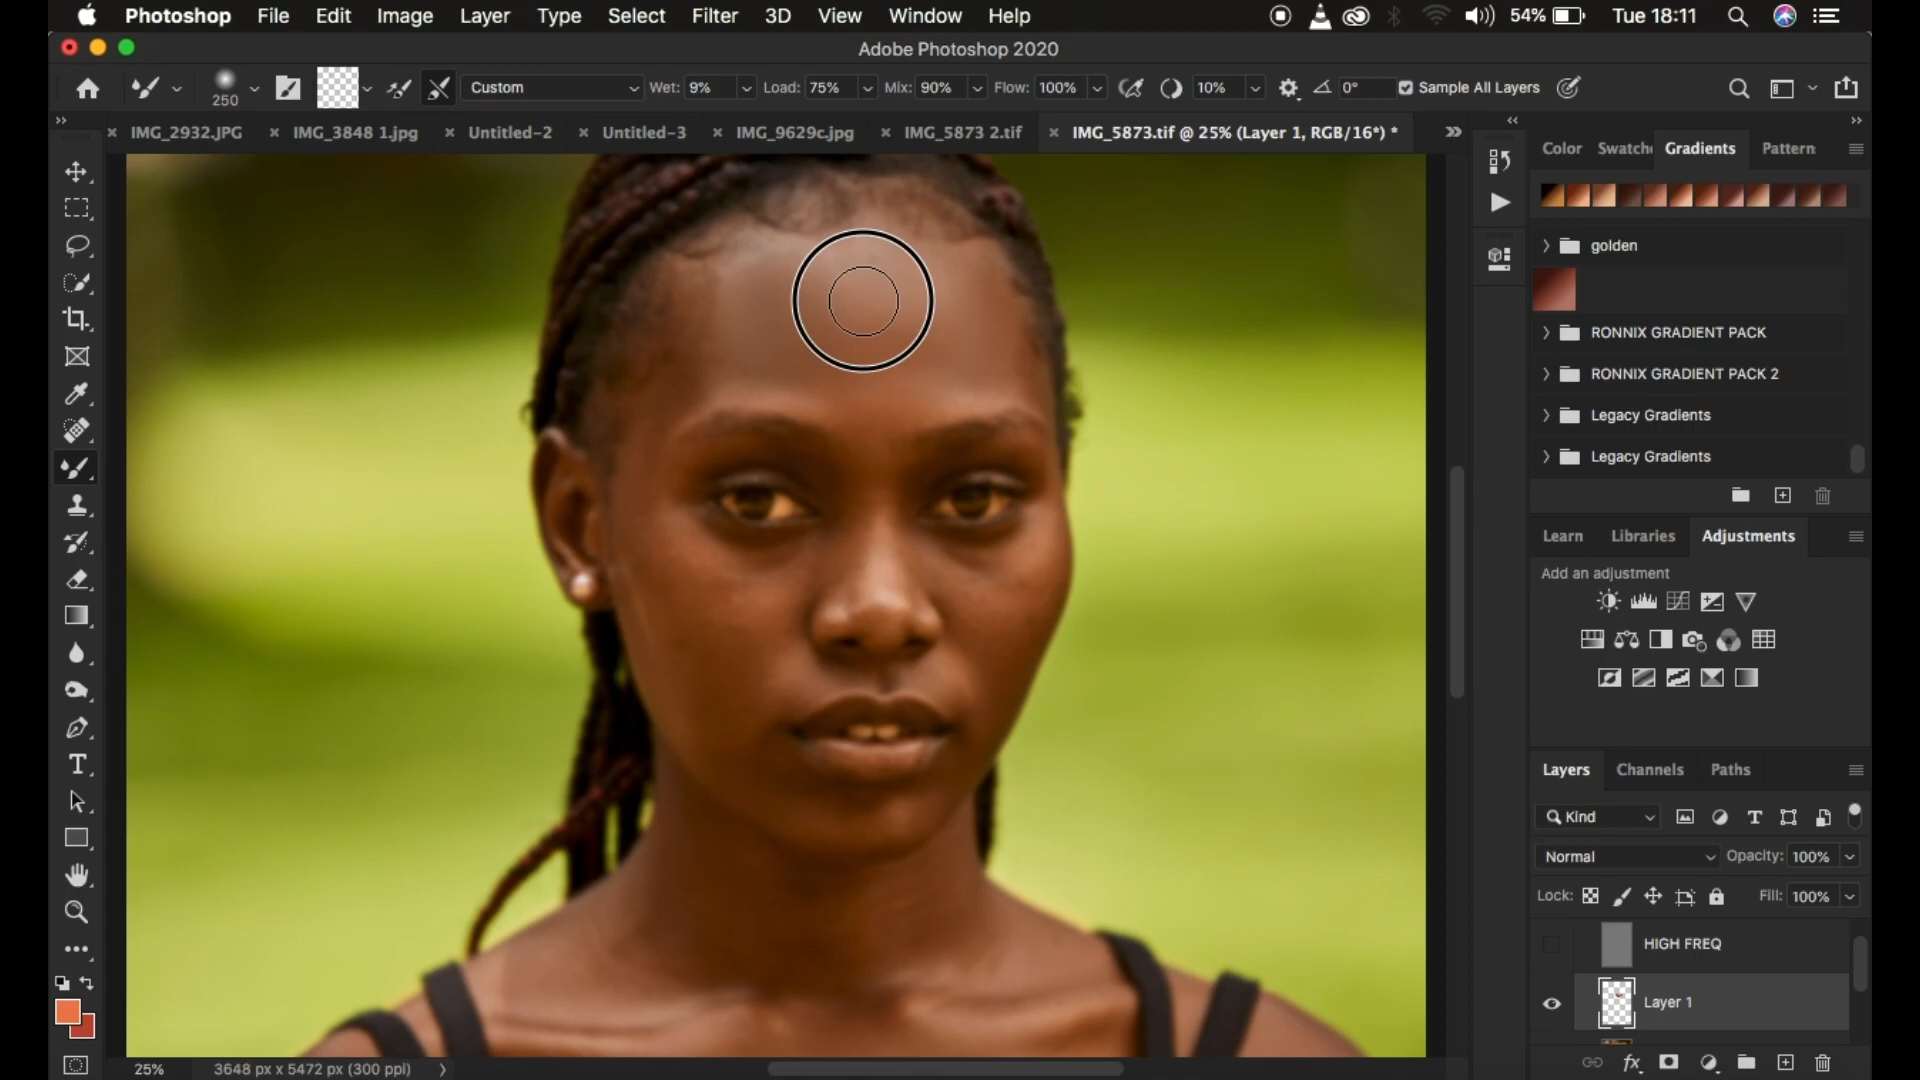 Photoshop File Edit Image Layer Type Select Filter 3D View Window Help 54% Tue 18:11
Adobe Photoshop 2020
250 Custom Wet: 9% Load: 75% Mix: 90% Flow: 100% 10% 0° Sample All Layers
IMG_2932.JPG IMG_3848 1.jpg Untitled-2 Untitled-3 IMG_9629c.jpg IMG_5873 2.tif IMG_5873.tif @ 25% (Layer 1, RGB/16*) *
Color Swatche Gradients Pattern
golden
RONNIX GRADIENT PACK
RONNIX GRADIENT PACK 2
Legacy Gradients
Legacy Gradients
Learn Libraries Adjustments
Add an adjustment
Layers Channels Paths
Kind
Normal Opacity: 100%
Lock: Fill: 100%
HIGH FREQ
Layer 1
25% 3648 px x 5472 px (300 ppi)